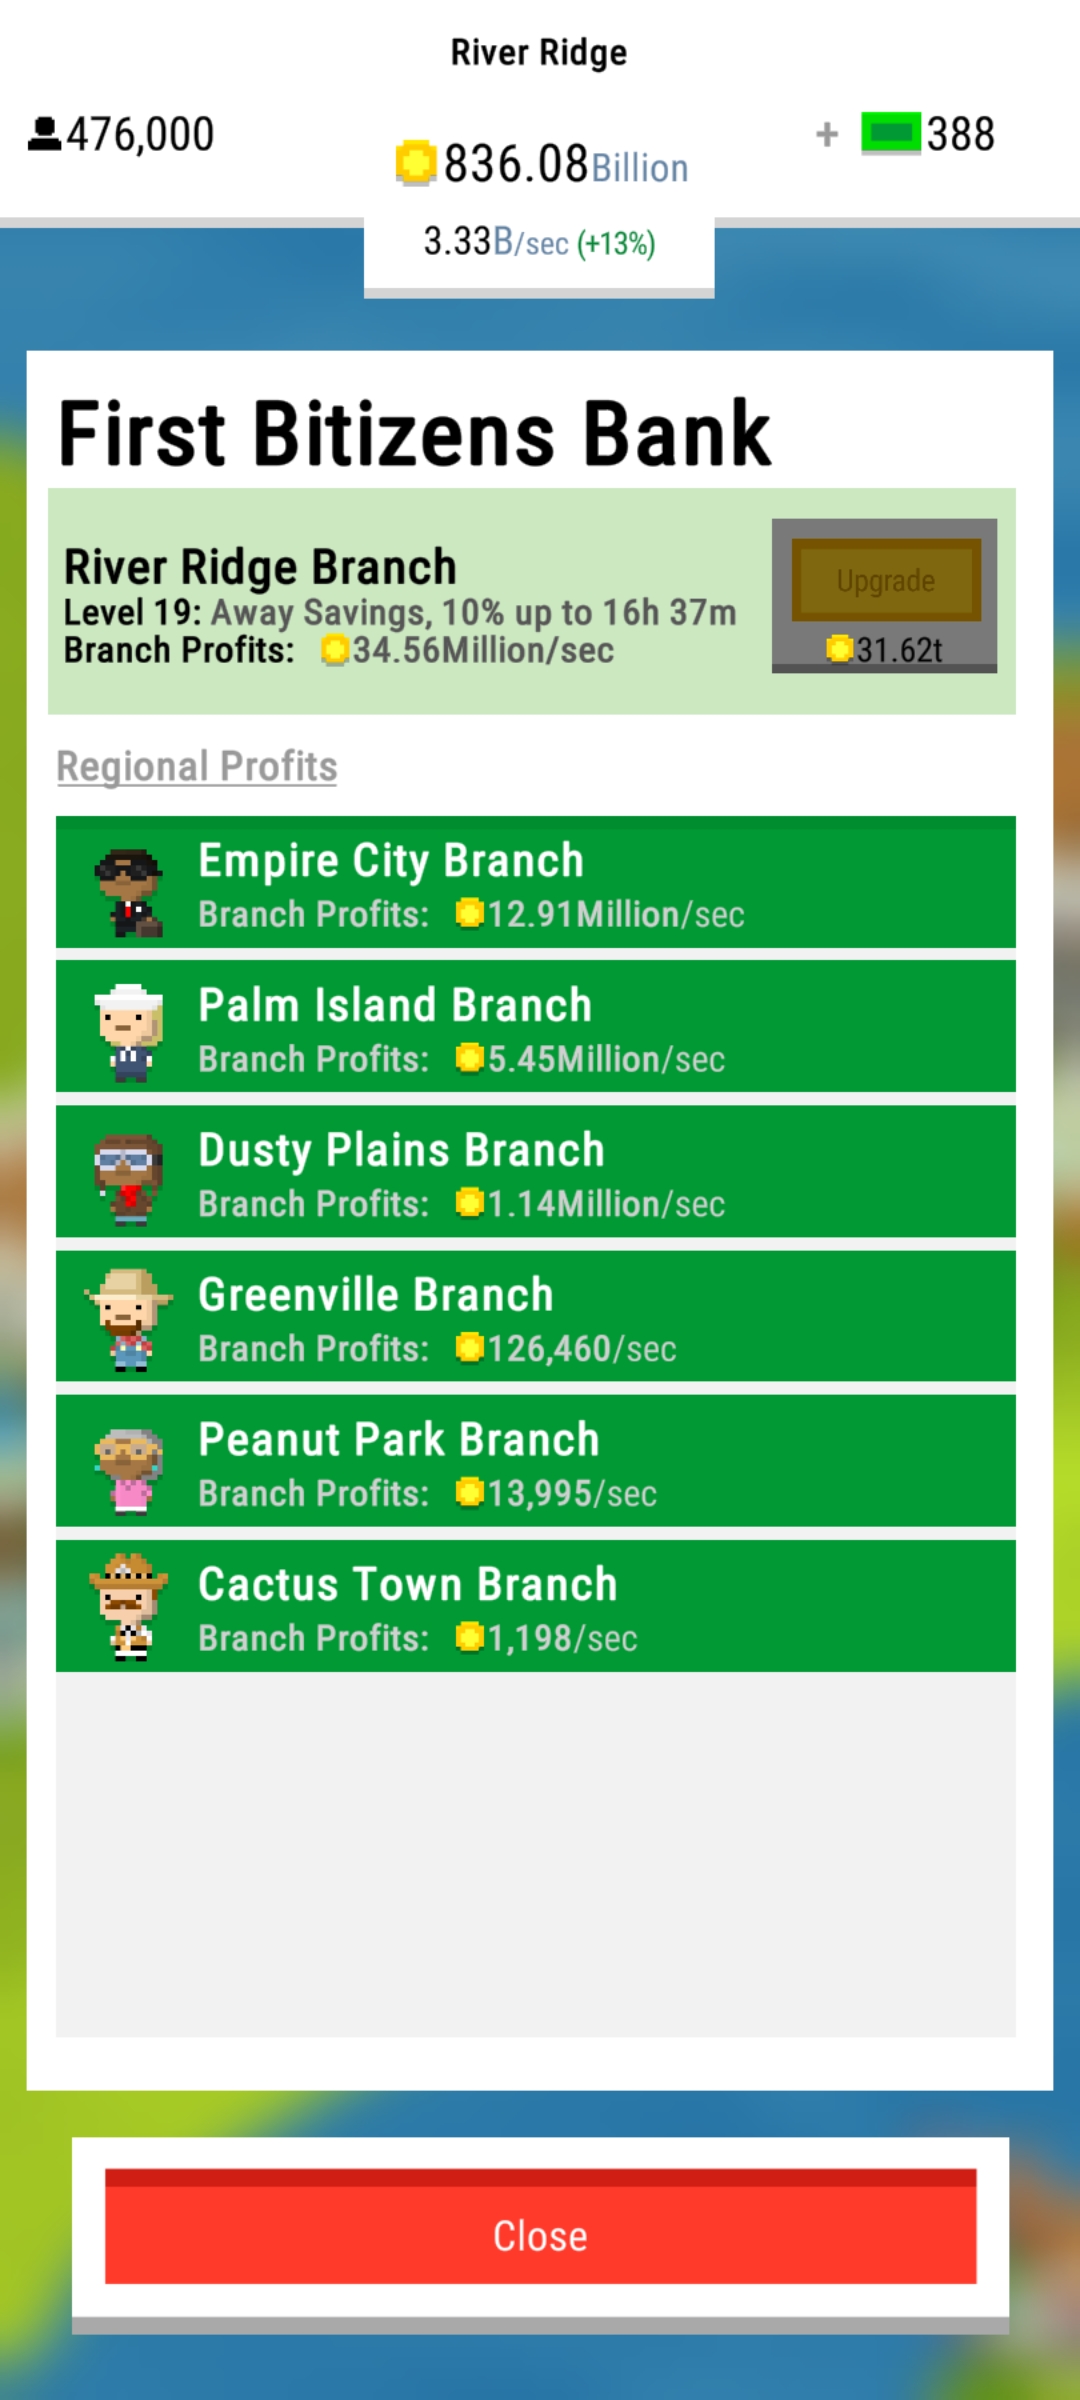 River Ridge
476,000
836.08Billion
+ 388
3.33B/sec (+13%)
First Bitizens Bank
River Ridge Branch
Level 19: Away Savings, 10% up to 16h 37m
Branch Profits: 34.56Million/sec
Upgrade
31.62t
Regional Profits
Empire City Branch
Branch Profits: 12.91Million/sec
Palm Island Branch
Branch Profits: 5.45Million/sec
Dusty Plains Branch
Branch Profits: 1.14Million/sec
Greenville Branch
Branch Profits: 126,460/sec
Peanut Park Branch
Branch Profits: 13,995/sec
Cactus Town Branch
Branch Profits: 1,198/sec
Close